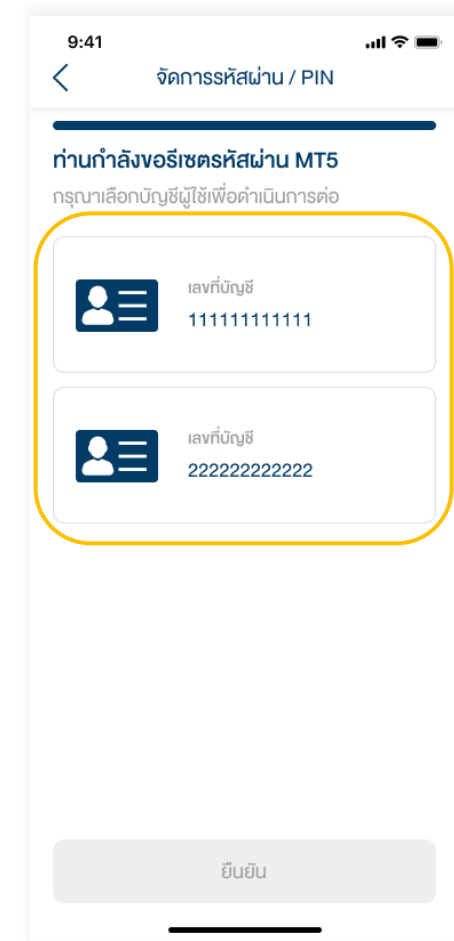 9:41
จัดการรหัสผ่าน / PIN
ท่านกำลังขอรีเซตรหัสผ่าน MT5
กรุณาเลือกบัญชีผู้ใช้เพื่อดำเนินการต่อ
เลขที่บัญชี
111111111111
เลขที่บัญชี
222222222222
ยืนยัน